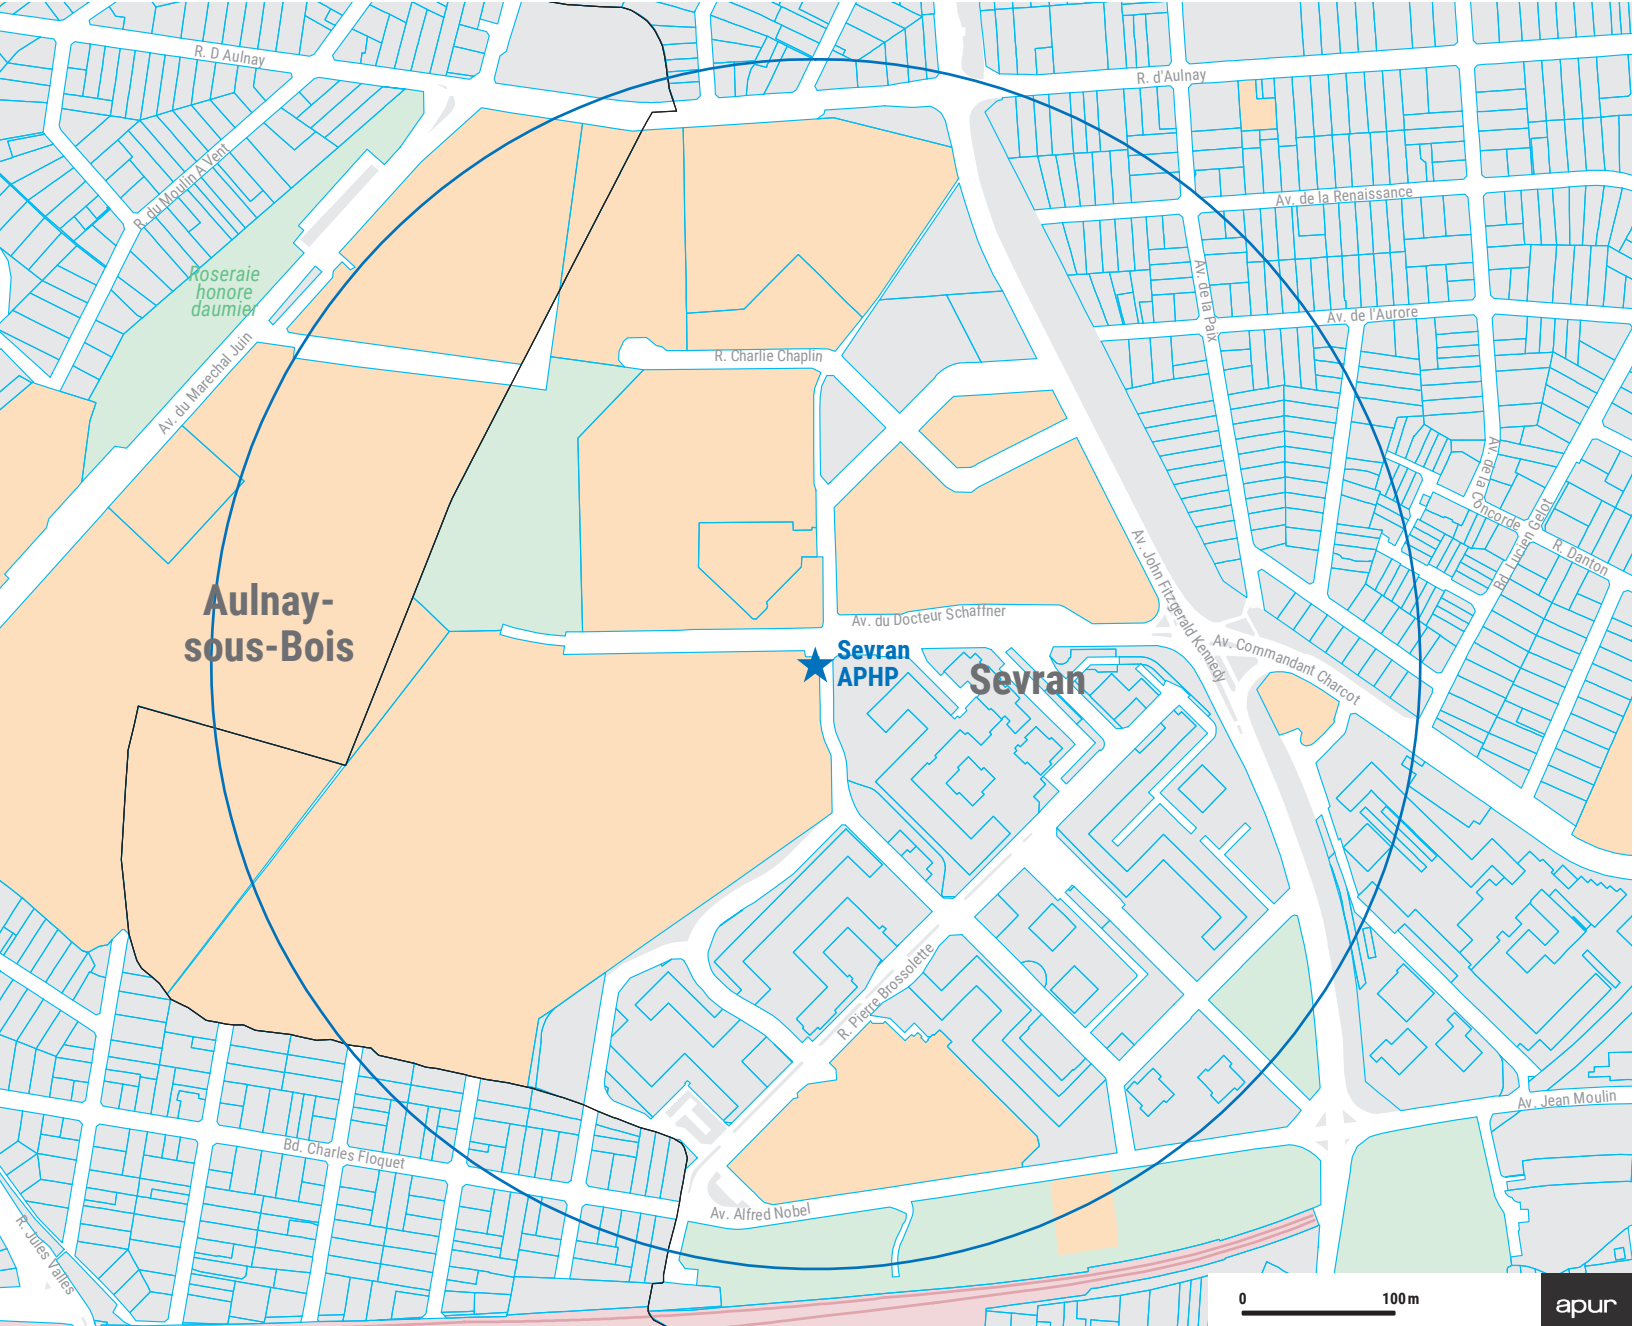 R. D Aulnay
R. d'Aulnay
R. du Moulin A Vent
Av. de la Renaissance
Roseraie
honore
daumier
Av. de la Paix
Av. de l'Aurore
Av. du Marechal Juin
R. Charlie Chaplin
Av. de la Concorde
Bd. Lucien Gelot
R. Danton
Av. John Fitzgerald Kennedy
Aulnay-
sous-Bois
Av. du Docteur Schaffner
Av. Commandant Charcot
Sevran
APHP
Sevran
R. Pierre Brossolette
Av. Jean Moulin
Bd. Charles Floquet
Av. Alfred Nobel
R. Jules Valles
0 100 m
apur